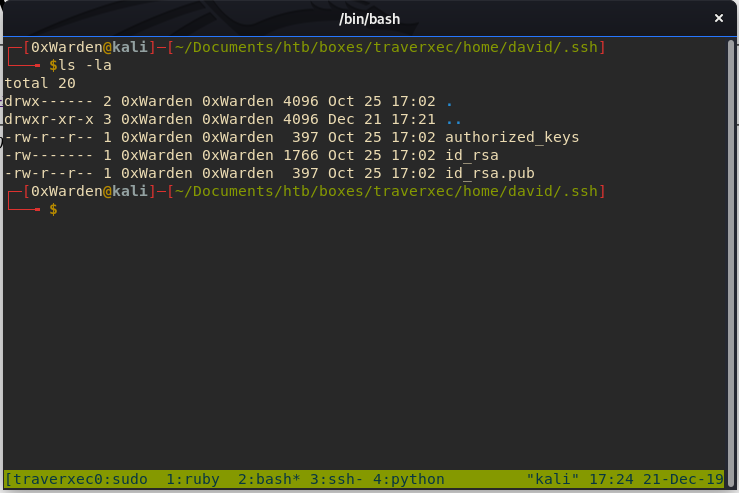 /bin/bash ×
┌─[0xWarden@kali]─[~/Documents/htb/boxes/traverxec/home/david/.ssh]
└──╼ $ls -la
total 20
drwx------ 2 0xWarden 0xWarden 4096 Oct 25 17:02 .
drwxr-xr-x 3 0xWarden 0xWarden 4096 Dec 21 17:21 ..
-rw-r--r-- 1 0xWarden 0xWarden  397 Oct 25 17:02 authorized_keys
-rw------- 1 0xWarden 0xWarden 1766 Oct 25 17:02 id_rsa
-rw-r--r-- 1 0xWarden 0xWarden  397 Oct 25 17:02 id_rsa.pub
┌─[0xWarden@kali]─[~/Documents/htb/boxes/traverxec/home/david/.ssh]
└──╼ $
[traverxec0:sudo  1:ruby  2:bash* 3:ssh- 4:python "kali" 17:24 21-Dec-19